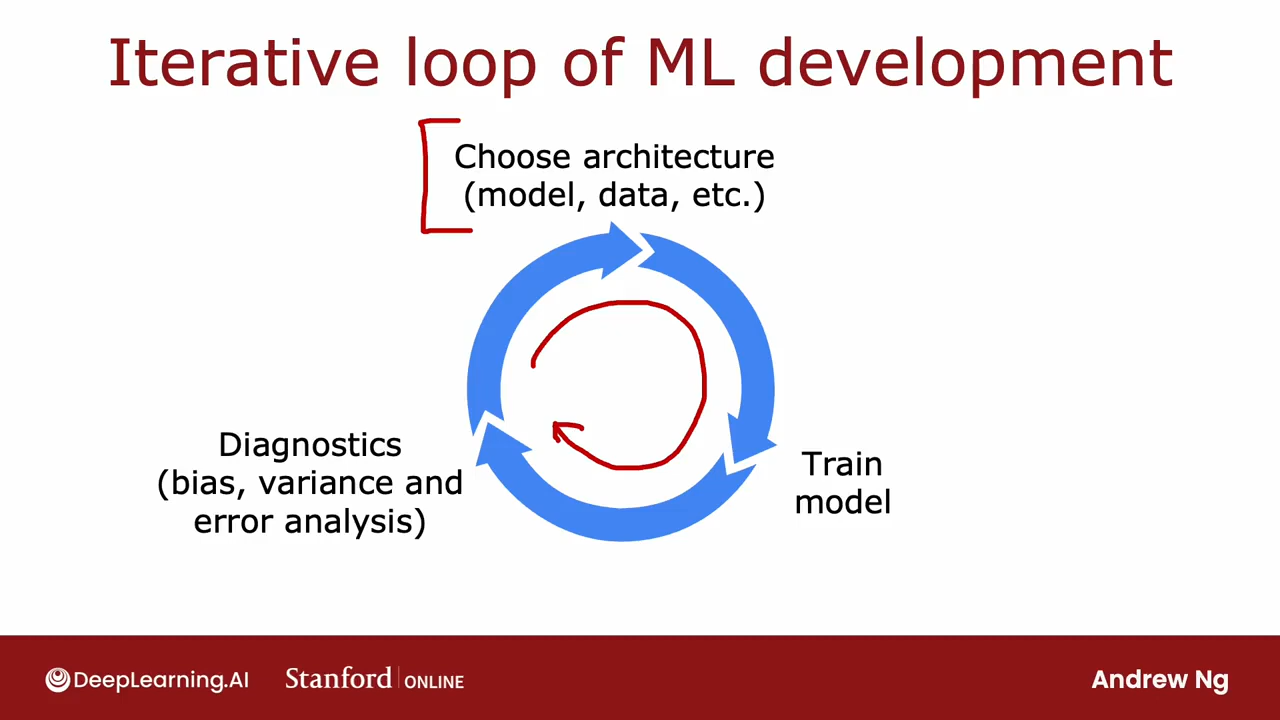 Iterative loop of ML development
Choose architecture
(model, data, etc.)
Diagnostics
(bias, variance and
error analysis)
Train
model
DeepLearning.AI
Stanford ONLINE
Andrew Ng